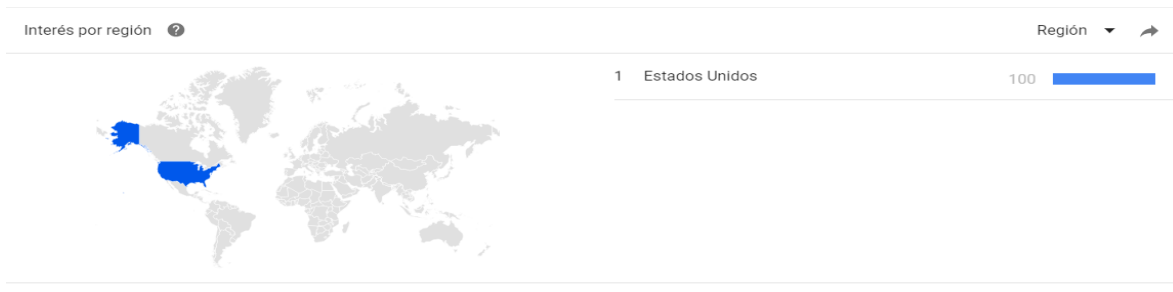 Interés por región
Región
1 Estados Unidos 100